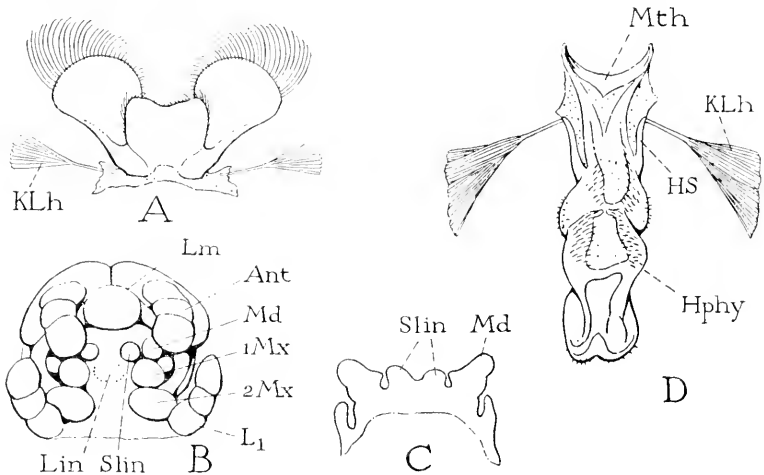 KLh
A
Lm
Ant
Md
1Mx
2Mx
L1
Lin Slin
B
Slin Md
C
Mth
KLh
HS
Hphy
D